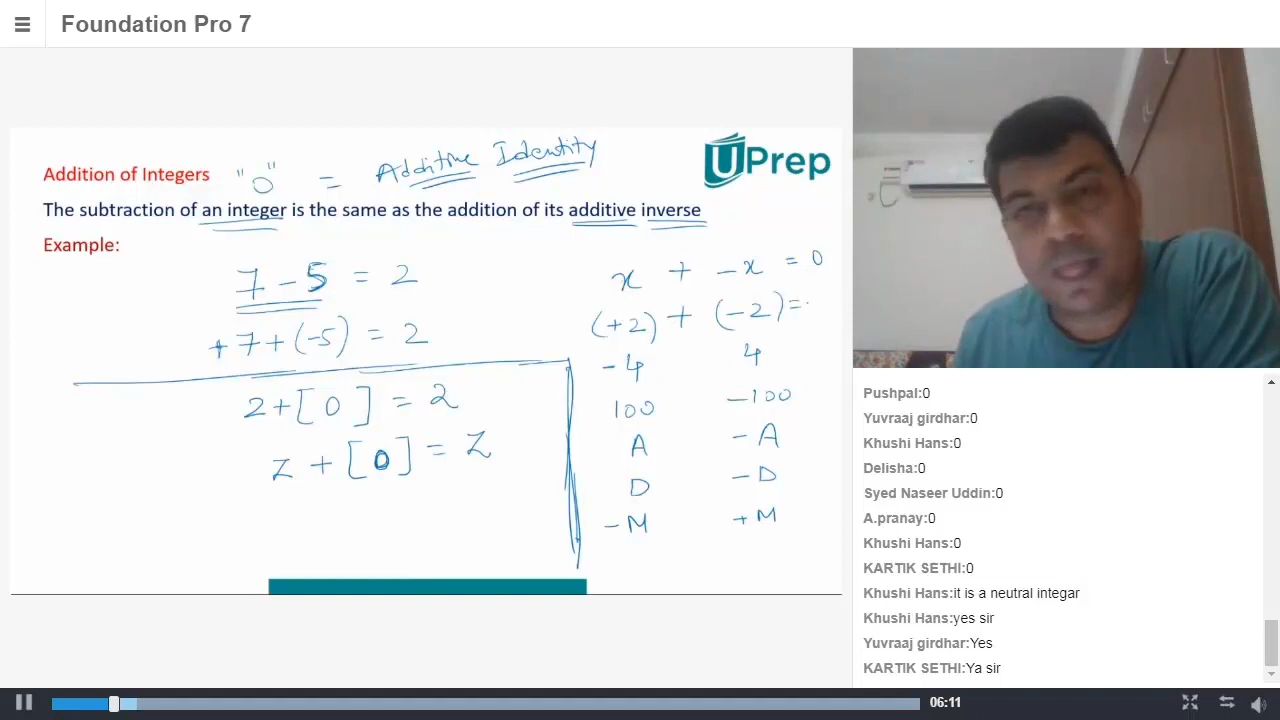 Foundation Pro 7
Addition of Integers "0" = Additive Identity
UPrep
The subtraction of an integer is the same as the addition of its additive inverse
Example:
7 - 5 = 2
+7+(-5) = 2
2+[0] = 2
Z + [0] = Z
x + -x = 0
(+2) + (-2)=
-4 4
100 -100
A -A
D -D
-M +M
Pushpal:0
Yuvraaj girdhar:0
Khushi Hans:0
Delisha:0
Syed Naseer Uddin:0
A.pranay:0
Khushi Hans:0
KARTIK SETHI:0
Khushi Hans:it is a neutral integar
Khushi Hans:yes sir
Yuvraaj girdhar:Yes
KARTIK SETHI:Ya sir
06:11